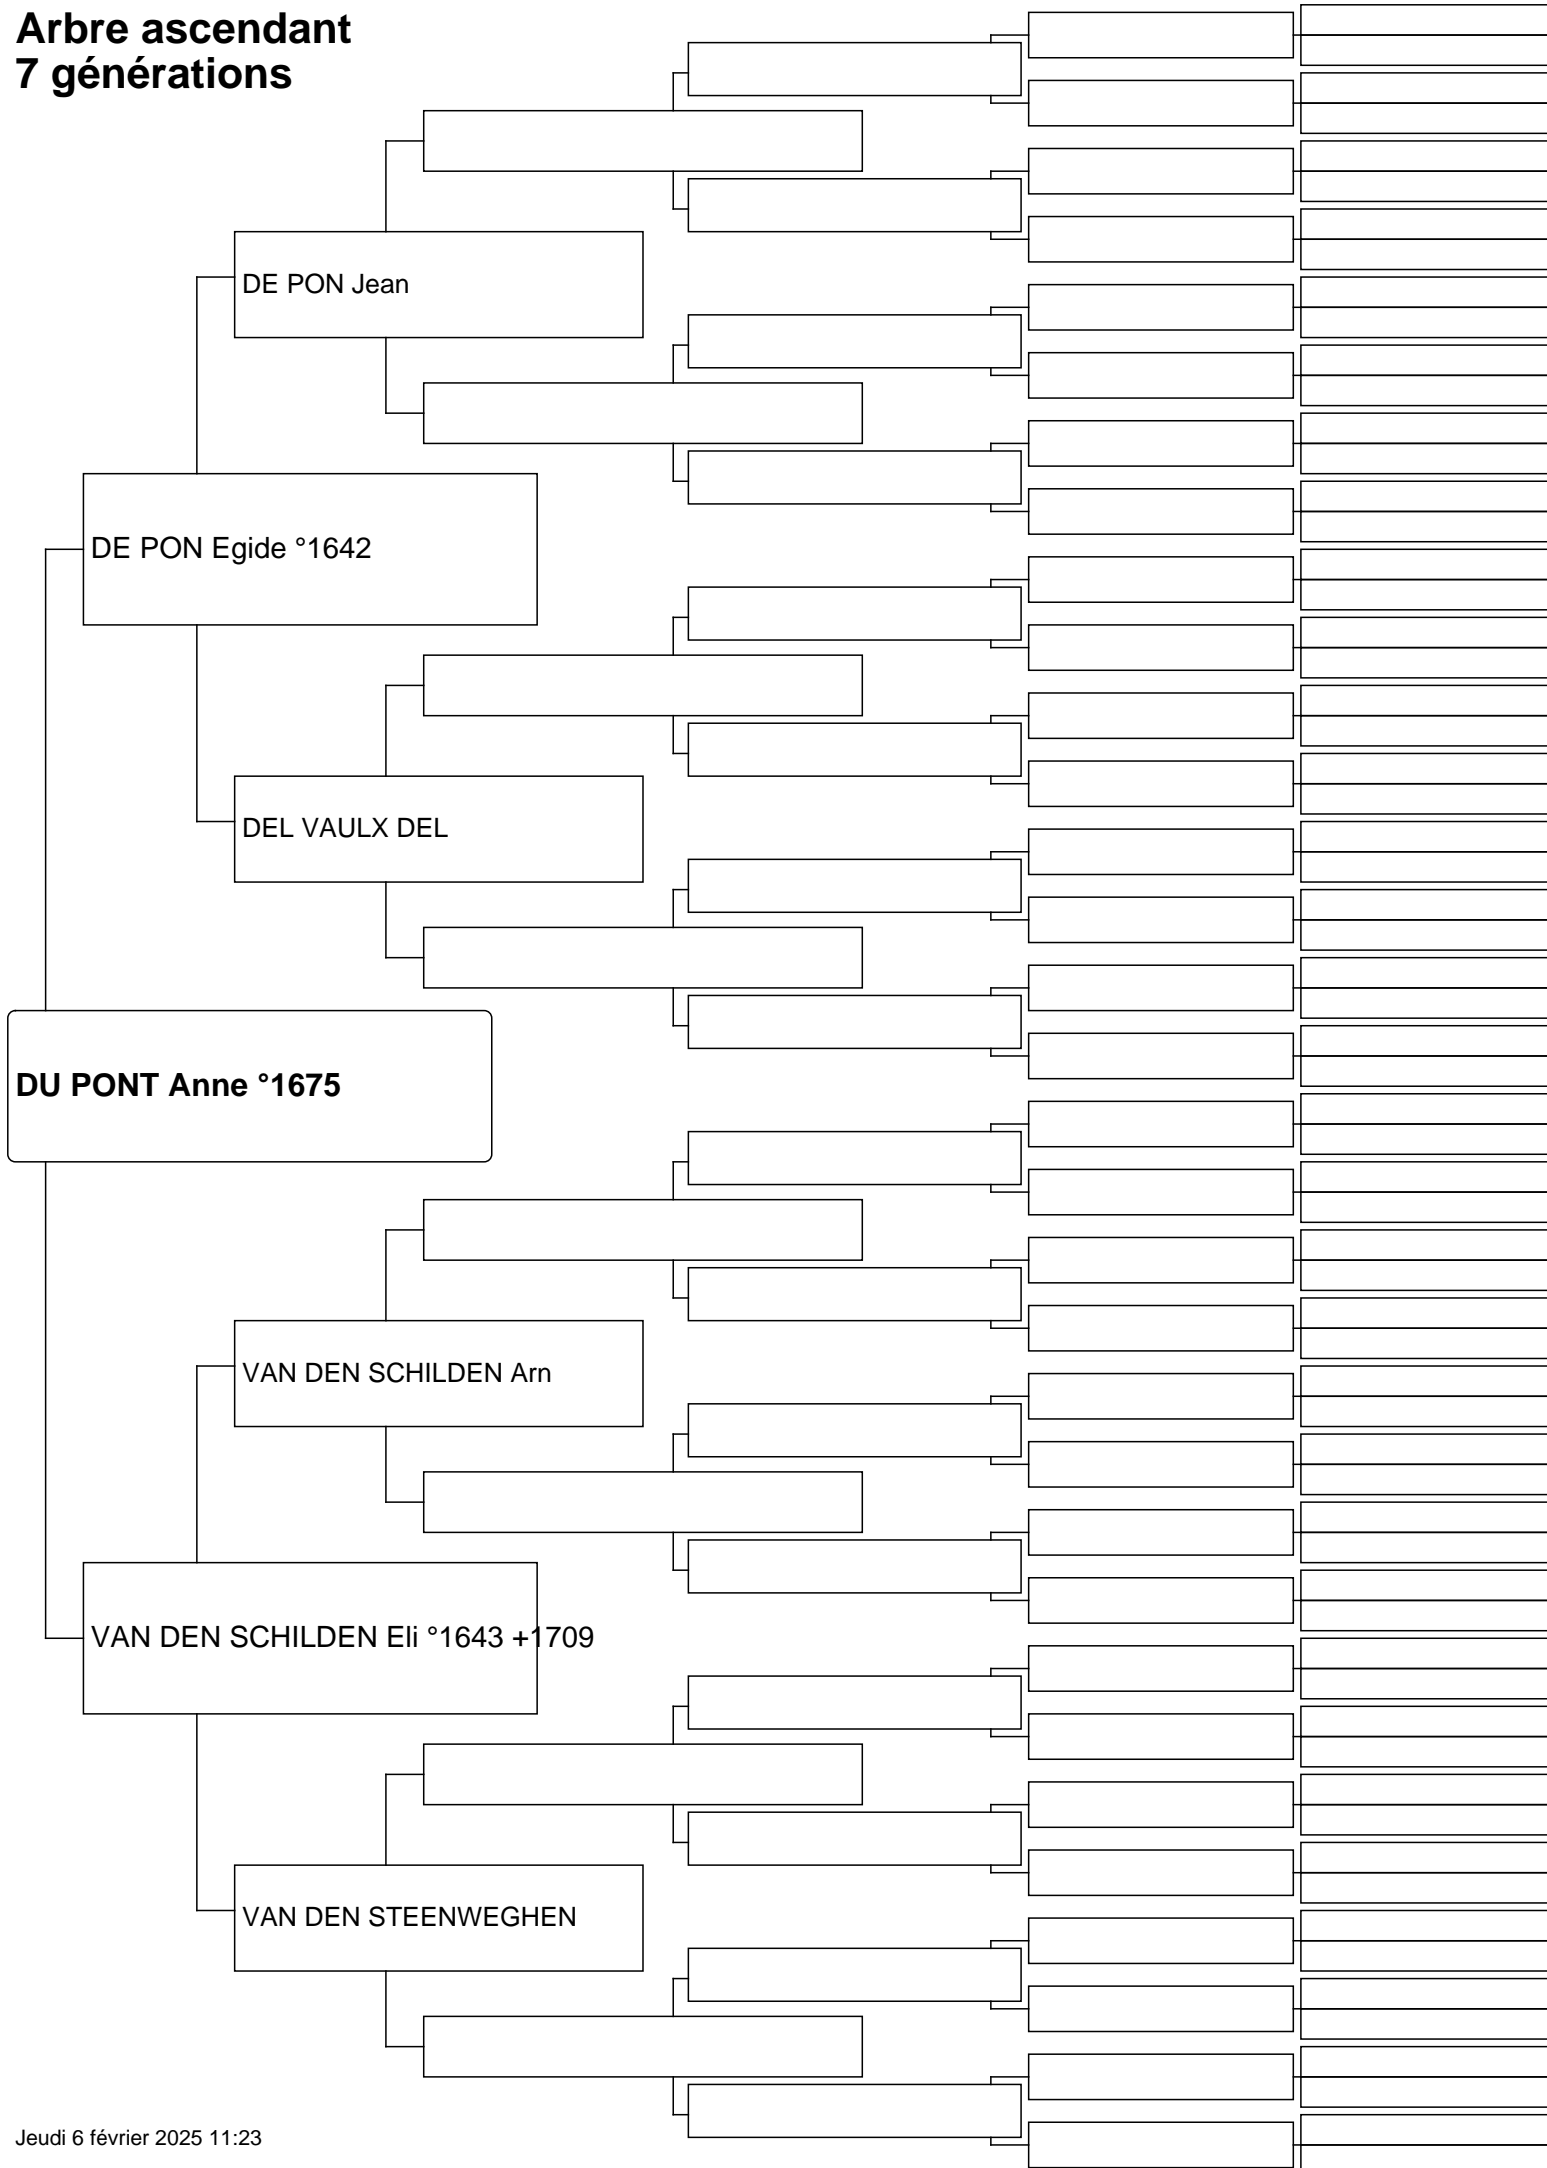 Arbre ascendant
7 générations
DE PON Jean
DE PON Egide °1642
DEL VAULX DEL
DU PONT Anne °1675
VAN DEN SCHILDEN Arn
VAN DEN SCHILDEN Eli °1643 +1709
VAN DEN STEENWEGHEN
Jeudi 6 février 2025 11:23